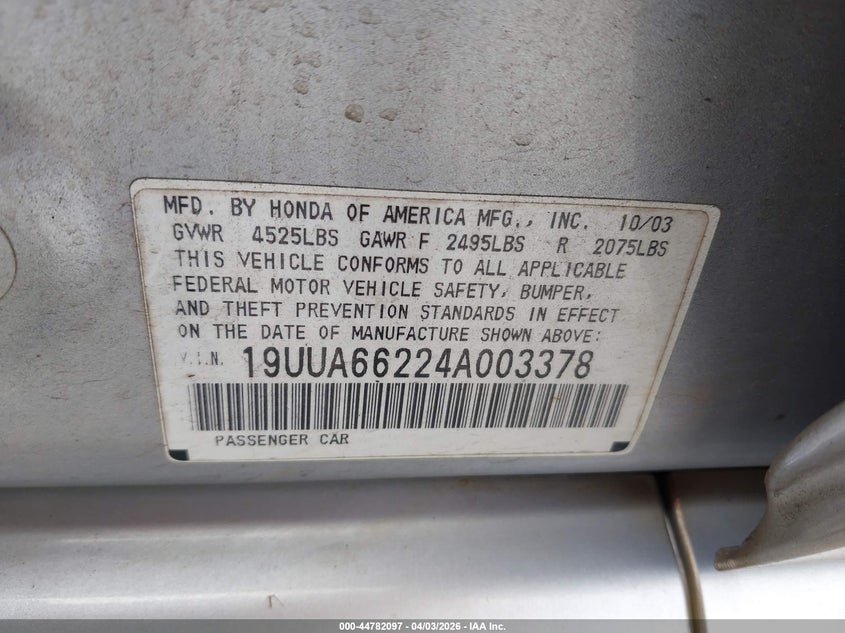 MFD. BY HONDA OF AMERICA MFG., INC. 10/03
GVWR 4525LBS GAWR F 2495LBS R 2075LBS
THIS VEHICLE CONFORMS TO ALL APPLICABLE
FEDERAL MOTOR VEHICLE SAFETY, BUMPER,
AND THEFT PREVENTION STANDARDS IN EFFECT
ON THE DATE OF MANUFACTURE SHOWN ABOVE:
V.I.N. 19UUA66224A003378
PASSENGER CAR
000-44782097 - 04/03/2026 - IAA Inc.